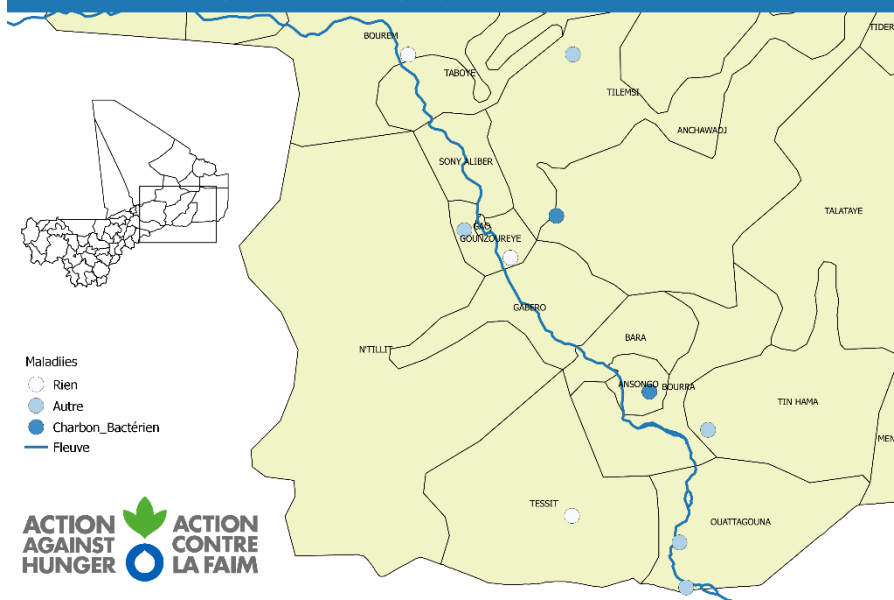 BOUREM
TIDER
TABOYE
TILEMSI
ANCHAWADJ
SONY ALIBER
TALATAYE
GAO
GOUNZOUREYE
GABERO
BARA
N'TILLIT
Maladiies
Rien
Autre
Charbon_Bactérien
Fleuve
ANSONGO
BOURRA
TIN HAMA
MEN
TESSIT
OUATTAGOUNA
ACTION
AGAINST
HUNGER
ACTION
CONTRE
LA FAIM